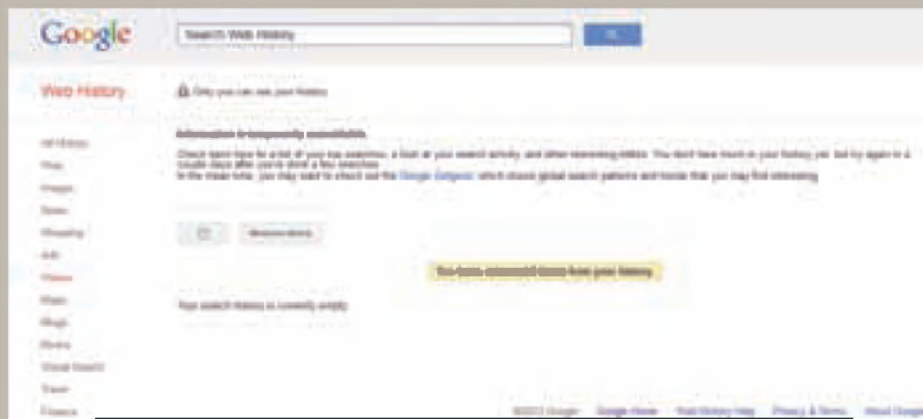 Google
Search Web History
Web History
Only you can see your history
Information is temporarily unavailable.
Check back here for a list of your top searches, a look at your search activity, and other interesting tidbits. You don't have much in your history yet, but try again in a
couple days after you've done a few searches.
In the mean time, you may want to check out the Google Zeitgeist, which shows global search patterns and trends that you may find interesting.
All History
Web
Images
News
Shopping
Ads
Videos
Maps
Blogs
Books
Visual Search
Travel
Finance
Remove items
from your history.
Your search history is currently empty.
Google Home
Web History Help
Privacy & Terms
About Google